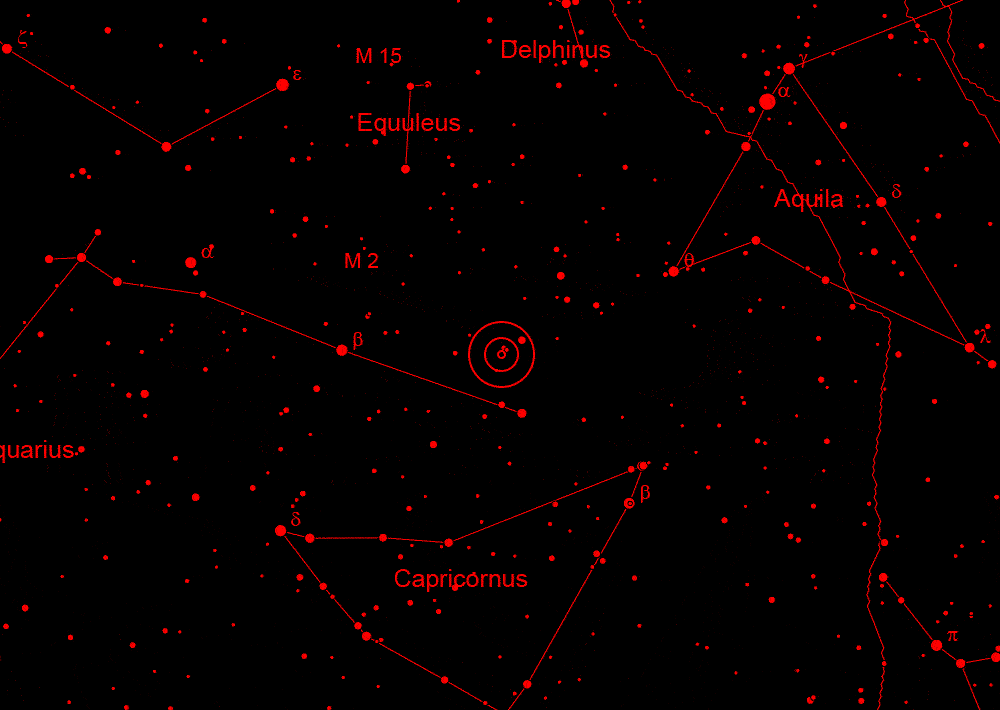 ζ
Delphinus
M 15
γ
ε
α
Equuleus
δ
Aquila
α
M 2
θ
β
λ
♂
quarius
β
δ
Capricornus
π